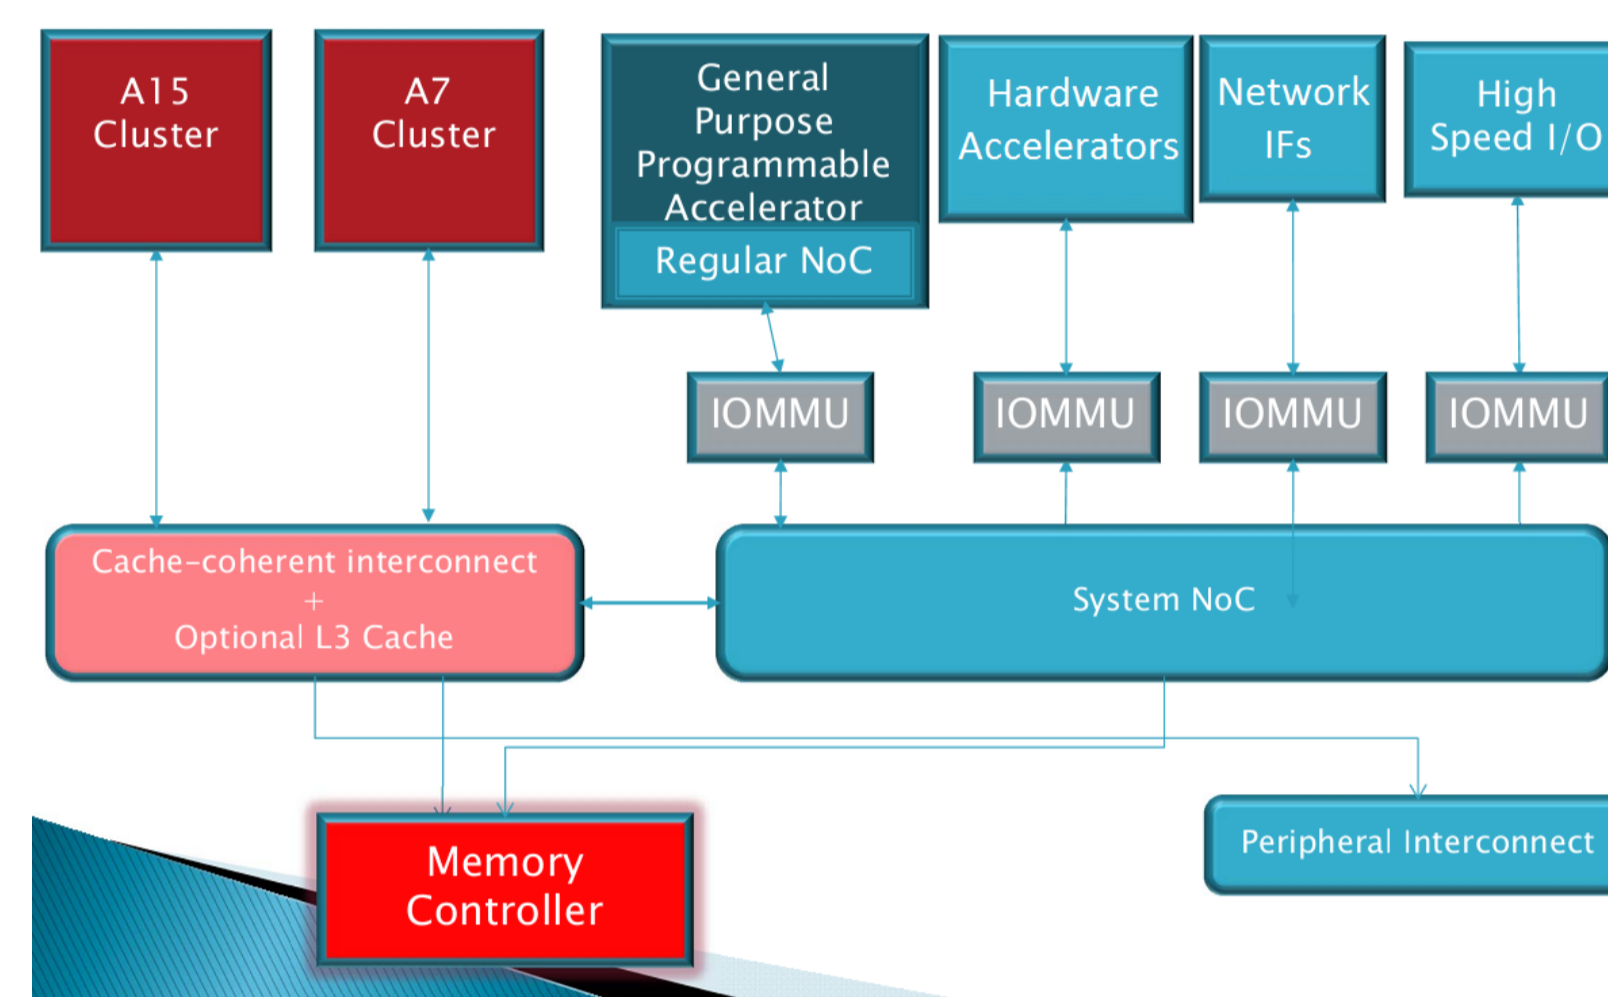 A15
Cluster
A7
Cluster
General
Purpose
Programmable
Accelerator
Regular NoC
Hardware
Accelerators
Network
IFs
High
Speed I/O
IOMMU
IOMMU
IOMMU
IOMMU
Cache-coherent interconnect
+
Optional L3 Cache
System NoC
Memory
Controller
Peripheral Interconnect